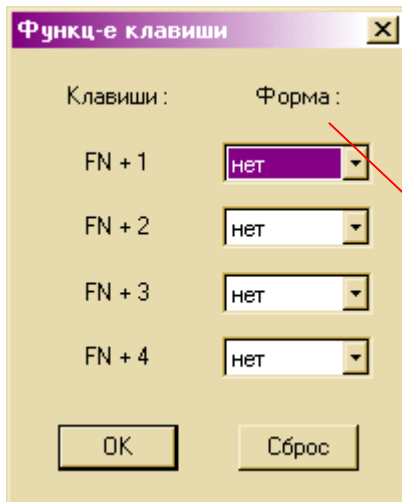 Функц-е клавиши
Клавиши : Форма :
FN + 1 нет
FN + 2 нет
FN + 3 нет
FN + 4 нет
OK Сброс